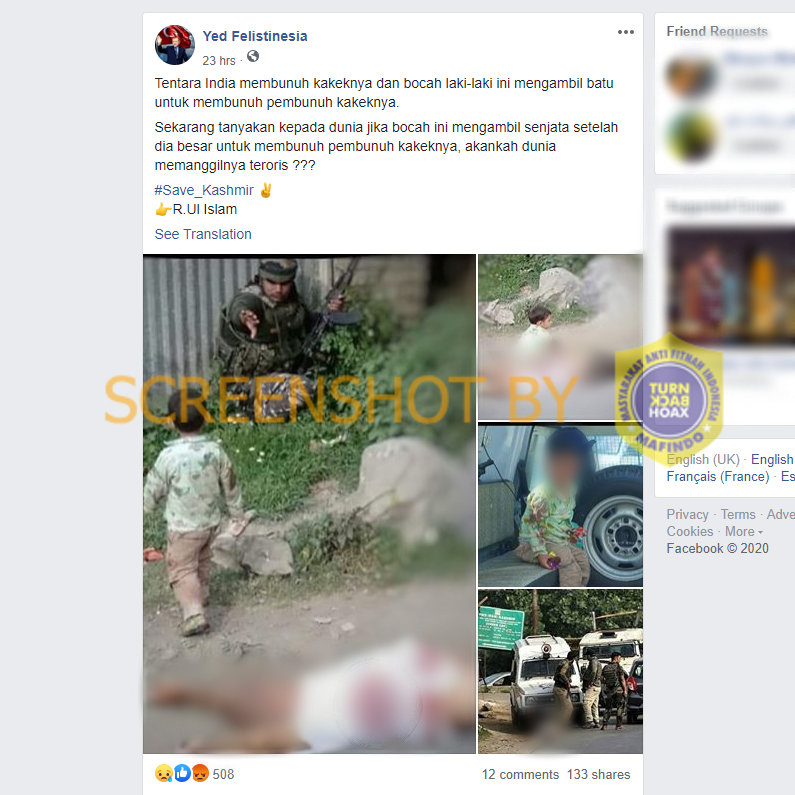 Yed Felistinesia
23 hrs ·
Friend Requests
Tentara India membunuh kakeknya dan bocah laki-laki ini mengambil batu
untuk membunuh pembunuh kakeknya.
Sekarang tanyakan kepada dunia jika bocah ini mengambil senjata setelah
dia besar untuk membunuh pembunuh kakeknya, akankah dunia
memanggilnya teroris ???
#Save_Kashmir ✌
👉R.Ul Islam
See Translation
SCREENSHOT BY
MASYARAKAT ANTI FITNAH INDONESIA
TURN
BACK
HOAX
MAFINDO
English (UK) · English
Français (France) · Es
Privacy · Terms · Adve
Cookies · More
Facebook © 2020
508
12 comments 133 shares